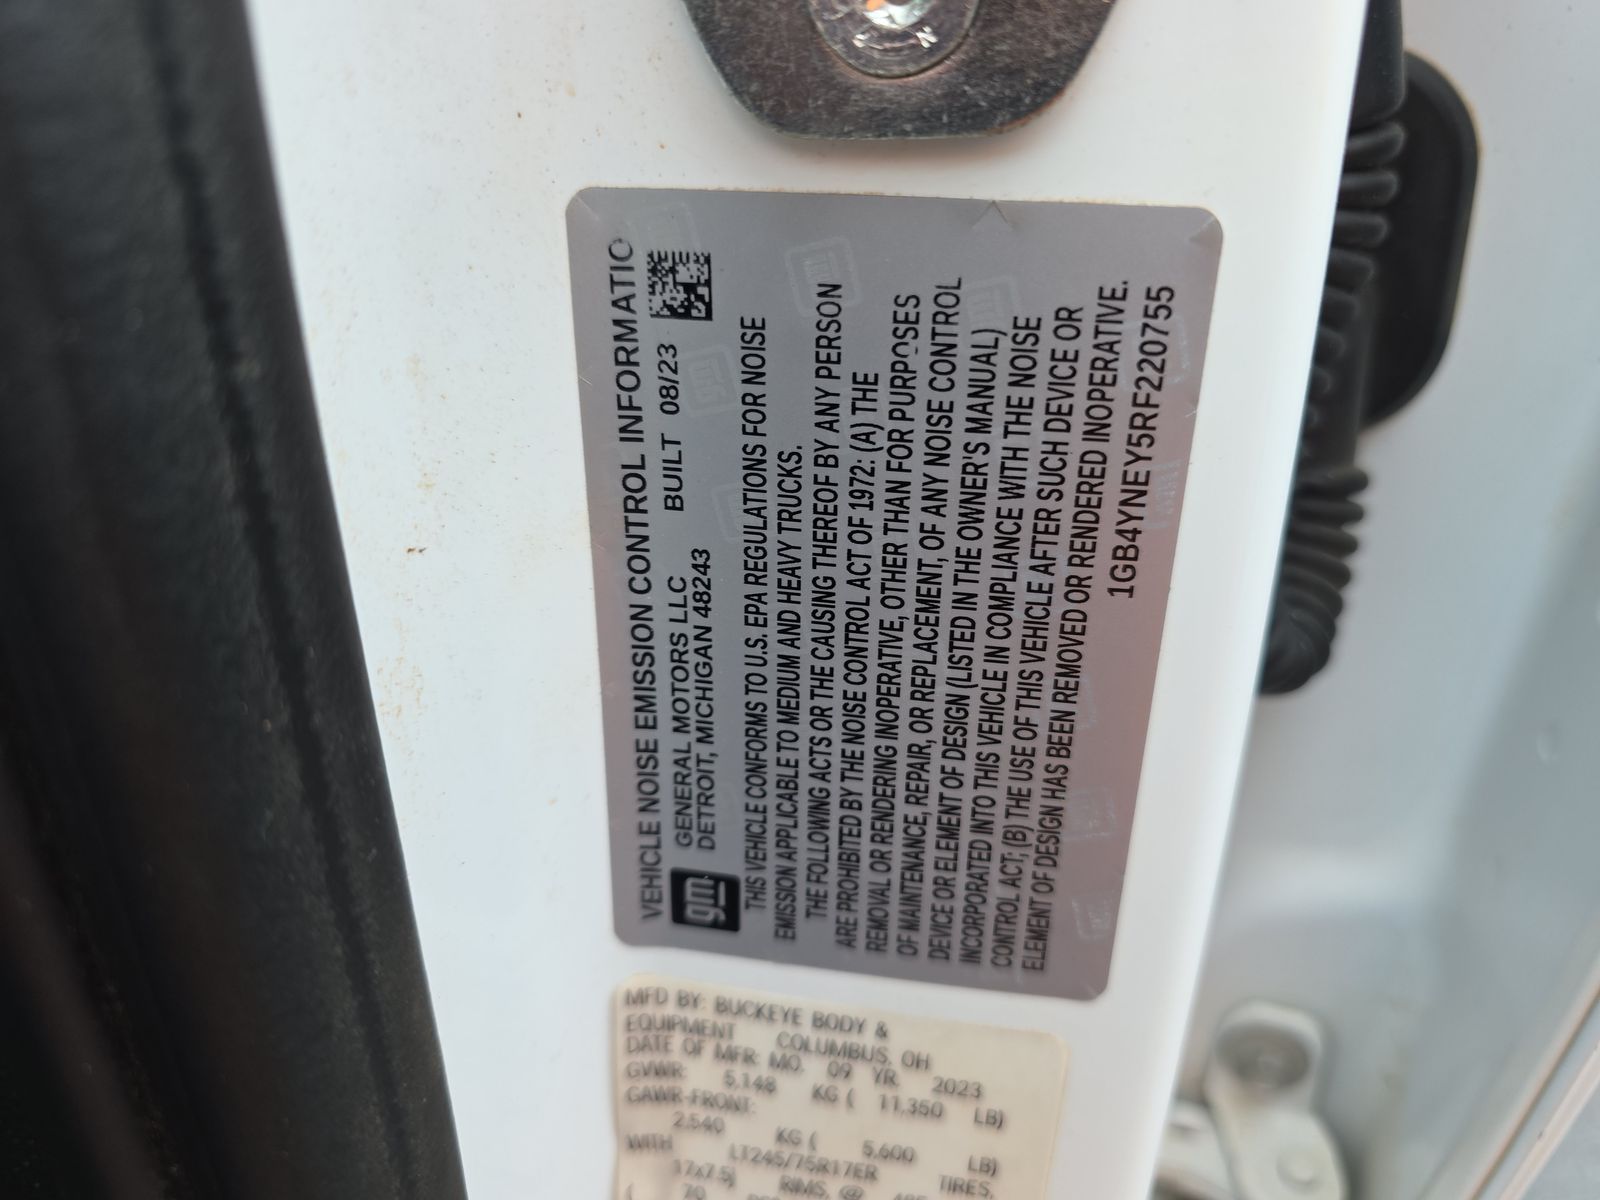 VEHICLE NOISE EMISSION CONTROL INFORMATIO
gm
GENERAL MOTORS LLC BUILT 08/23
DETROIT, MICHIGAN 48243
THIS VEHICLE CONFORMS TO U.S. EPA REGULATIONS FOR NOISE
EMISSION APPLICABLE TO MEDIUM AND HEAVY TRUCKS.
THE FOLLOWING ACTS OR THE CAUSING THEREOF BY ANY PERSON
ARE PROHIBITED BY THE NOISE CONTROL ACT OF 1972: (A) THE
REMOVAL OR RENDERING INOPERATIVE, OTHER THAN FOR PURPOSES
OF MAINTENANCE, REPAIR, OR REPLACEMENT, OF ANY NOISE CONTROL
DEVICE OR ELEMENT OF DESIGN (LISTED IN THE OWNER'S MANUAL)
INCORPORATED INTO THIS VEHICLE IN COMPLIANCE WITH THE NOISE
CONTROL ACT; (B) THE USE OF THIS VEHICLE AFTER SUCH DEVICE OR
ELEMENT OF DESIGN HAS BEEN REMOVED OR RENDERED INOPERATIVE.
1GB4YNEY5RF220755
MFD BY: BUCKEYE BODY &
EQUIPMENT COLUMBUS, OH
DATE OF MFR: MO. 09 YR. 2023
GVWR: 5,148 KG ( 11,350 LB)
GAWR-FRONT:
2,540 KG ( 5,600 LB)
WITH LT245/75R17ER TIRES,
17x7.5j RIMS, @
( 70